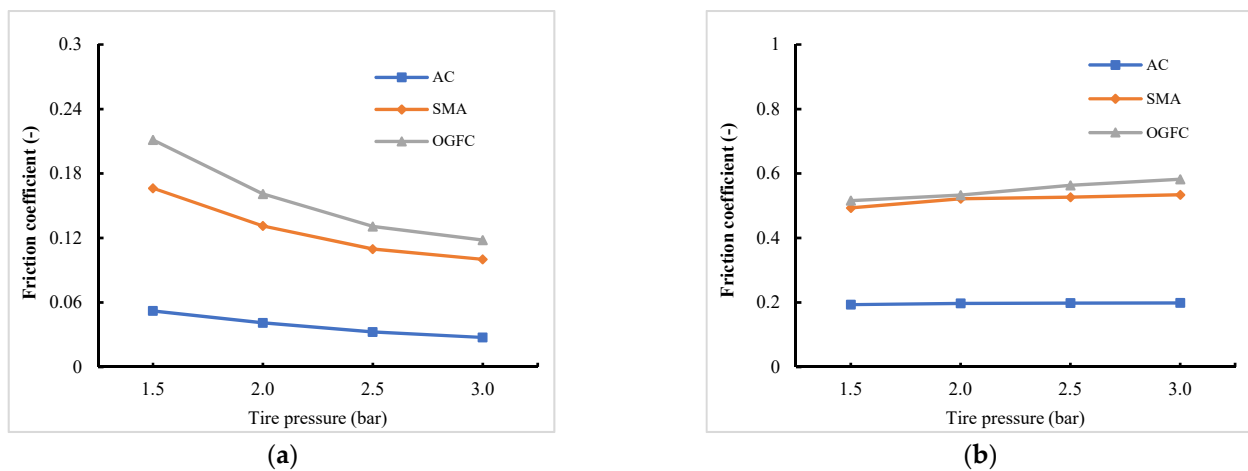 0.3
0.24
0.18
0.12
0.06
0
Friction coefficient (-)
AC
SMA
OGFC
1.5 2.0 2.5 3.0
Tire pressure (bar)
(a)
1
0.8
0.6
0.4
0.2
0
Friction coefficient (-)
AC
SMA
OGFC
1.5 2.0 2.5 3.0
Tire pressure (bar)
(b)